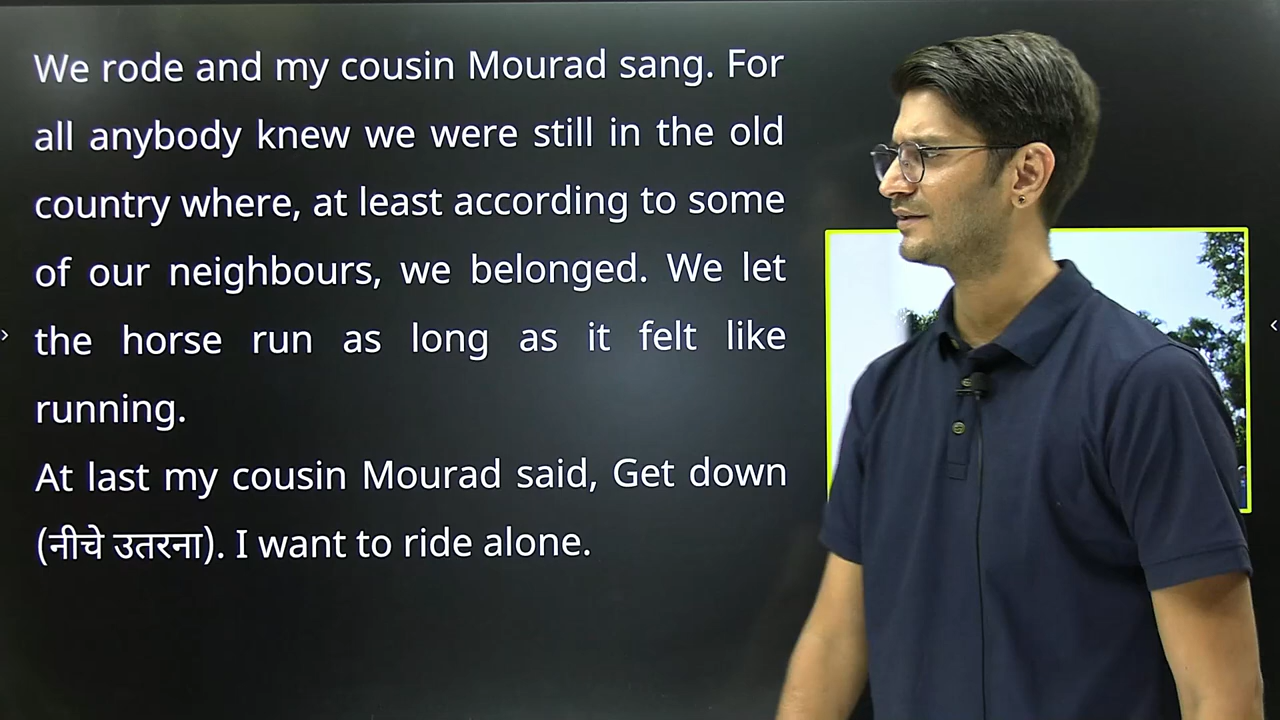 We rode and my cousin Mourad sang. For
all anybody knew we were still in the old
country where, at least according to some
of our neighbours, we belonged. We let
the horse run as long as it felt like
running.
At last my cousin Mourad said, Get down
(नीचे उतरना). I want to ride alone.